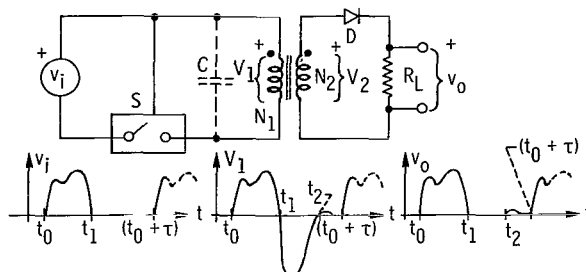 +
v_i
S
C
+
V_1
N_1
N_2
+
V_2
D
R_L
+
v_o
v_i
t_0
t_1
(t_0 + τ)
t
V_1
t_0
t_1
t_2
(t_0 + τ)
t
v_o
t_0
t_1
t_2
(t_0 + τ)
t